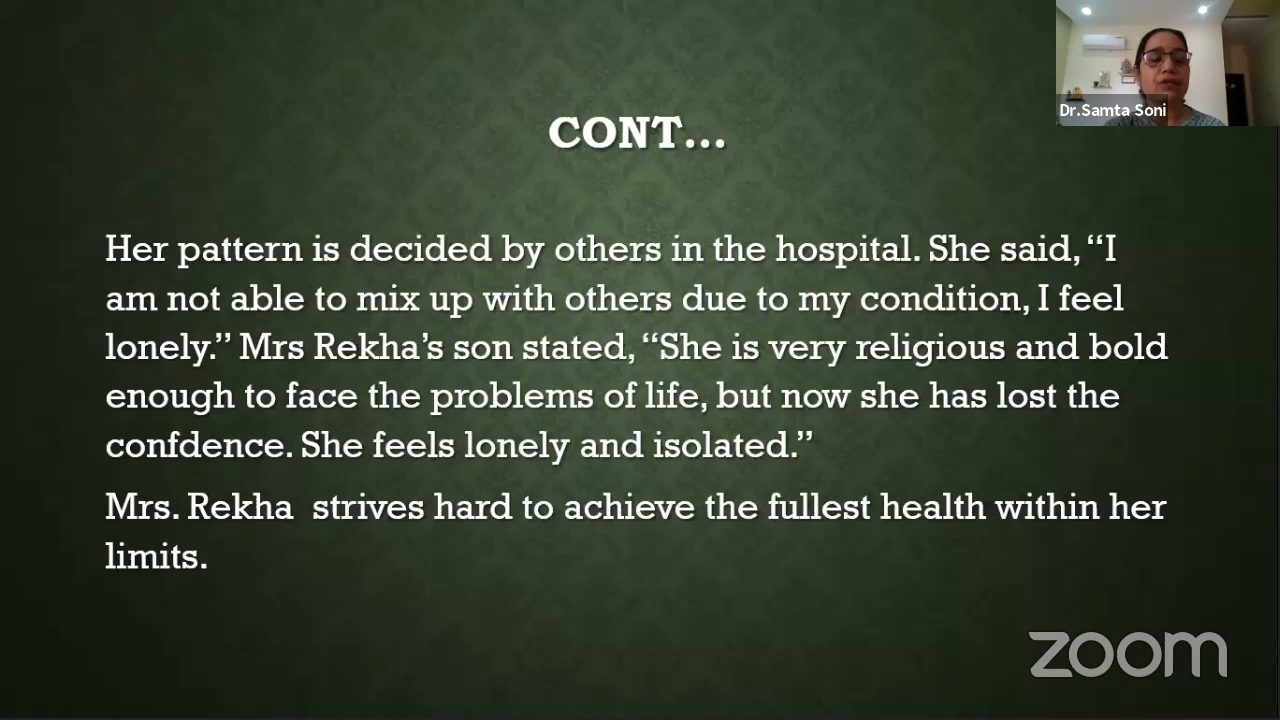 Dr.Samta Soni
CONT...
Her pattern is decided by others in the hospital. She said, “I
am not able to mix up with others due to my condition, I feel
lonely.” Mrs Rekha’s son stated, “She is very religious and bold
enough to face the problems of life, but now she has lost the
confdence. She feels lonely and isolated.”
Mrs. Rekha  strives hard to achieve the fullest health within her
limits.
zoom